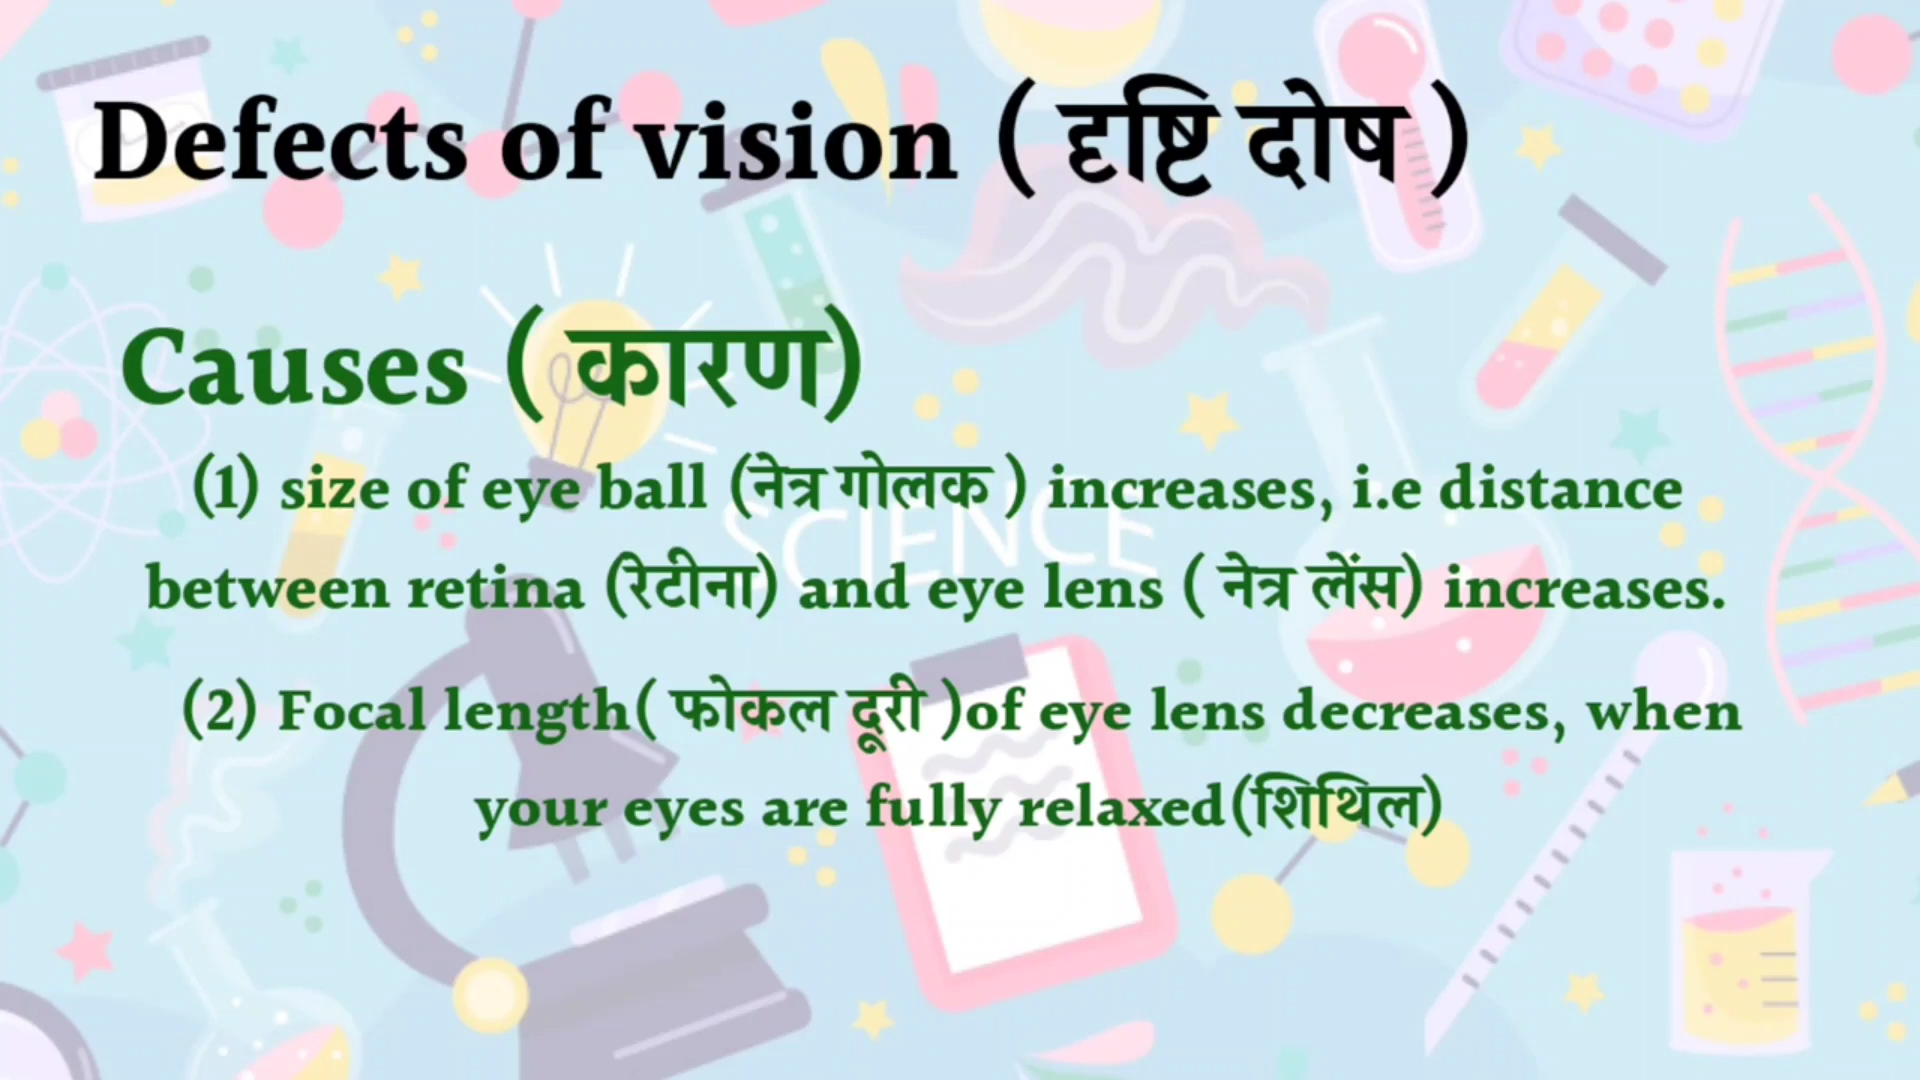 Defects of vision ( दृष्टि दोष )
Causes ( कारण)
(1) size of eye ball (नेत्र गोलक ) increases, i.e distance
between retina (रेटीना) and eye lens ( नेत्र लेंस) increases.
SCIENCE
(2) Focal length( फोकल दूरी )of eye lens decreases, when
your eyes are fully relaxed(शिथिल)